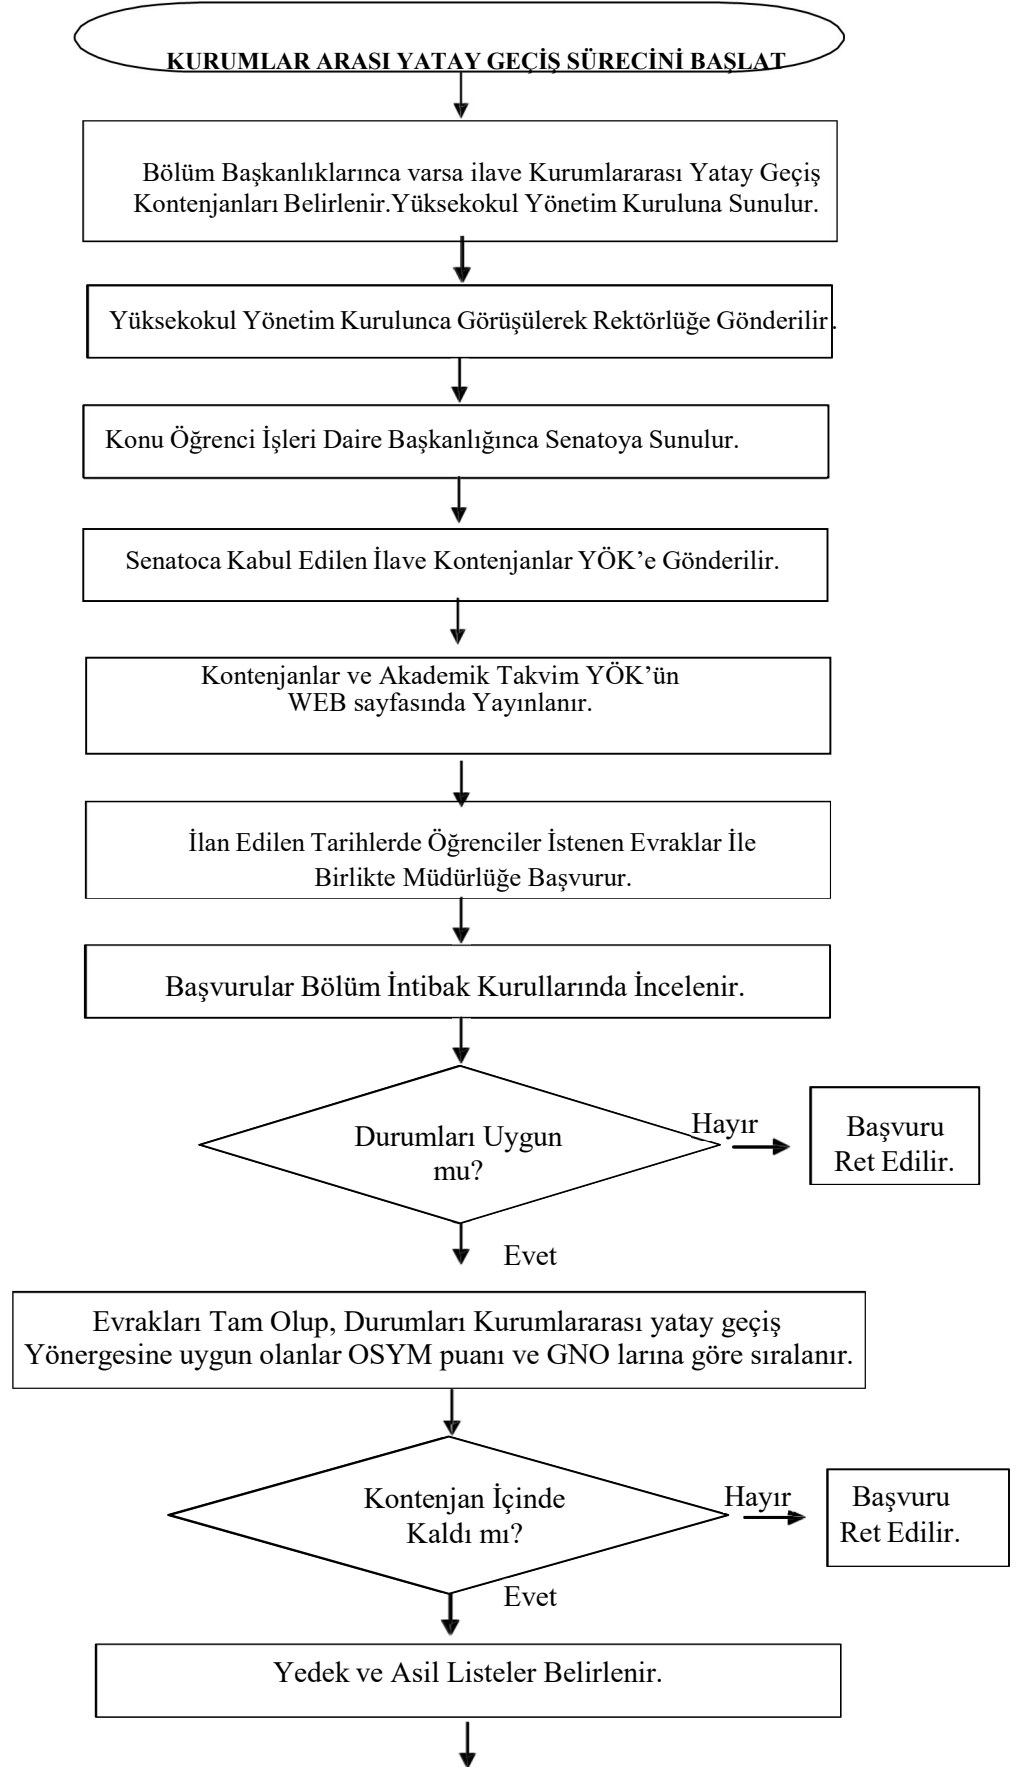 KURUMLAR ARASI YATAY GEÇİŞ SÜRECİNİ BAŞLAT
Bölüm Başkanlıklarınca varsa ilave Kurumlararası Yatay Geçiş
Kontenjanları Belirlenir.Yüksekokul Yönetim Kuruluna Sunulur.
Yüksekokul Yönetim Kurulunca Görüşülerek Rektörlüğe Gönderilir.
Konu Öğrenci İşleri Daire Başkanlığınca Senatoya Sunulur.
Senatoca Kabul Edilen İlave Kontenjanlar YÖK’e Gönderilir.
Kontenjanlar ve Akademik Takvim YÖK’ün
WEB sayfasında Yayınlanır.
İlan Edilen Tarihlerde Öğrenciler İstenen Evraklar İle
Birlikte Müdürlüğe Başvurur.
Başvurular Bölüm İntibak Kurullarında İncelenir.
Durumları Uygun
mu?
Hayır
Başvuru
Ret Edilir.
Evet
Evrakları Tam Olup, Durumları Kurumlararası yatay geçiş
Yönergesine uygun olanlar OSYM puanı ve GNO larına göre sıralanır.
Kontenjan İçinde
Kaldı mı?
Hayır
Başvuru
Ret Edilir.
Evet
Yedek ve Asil Listeler Belirlenir.